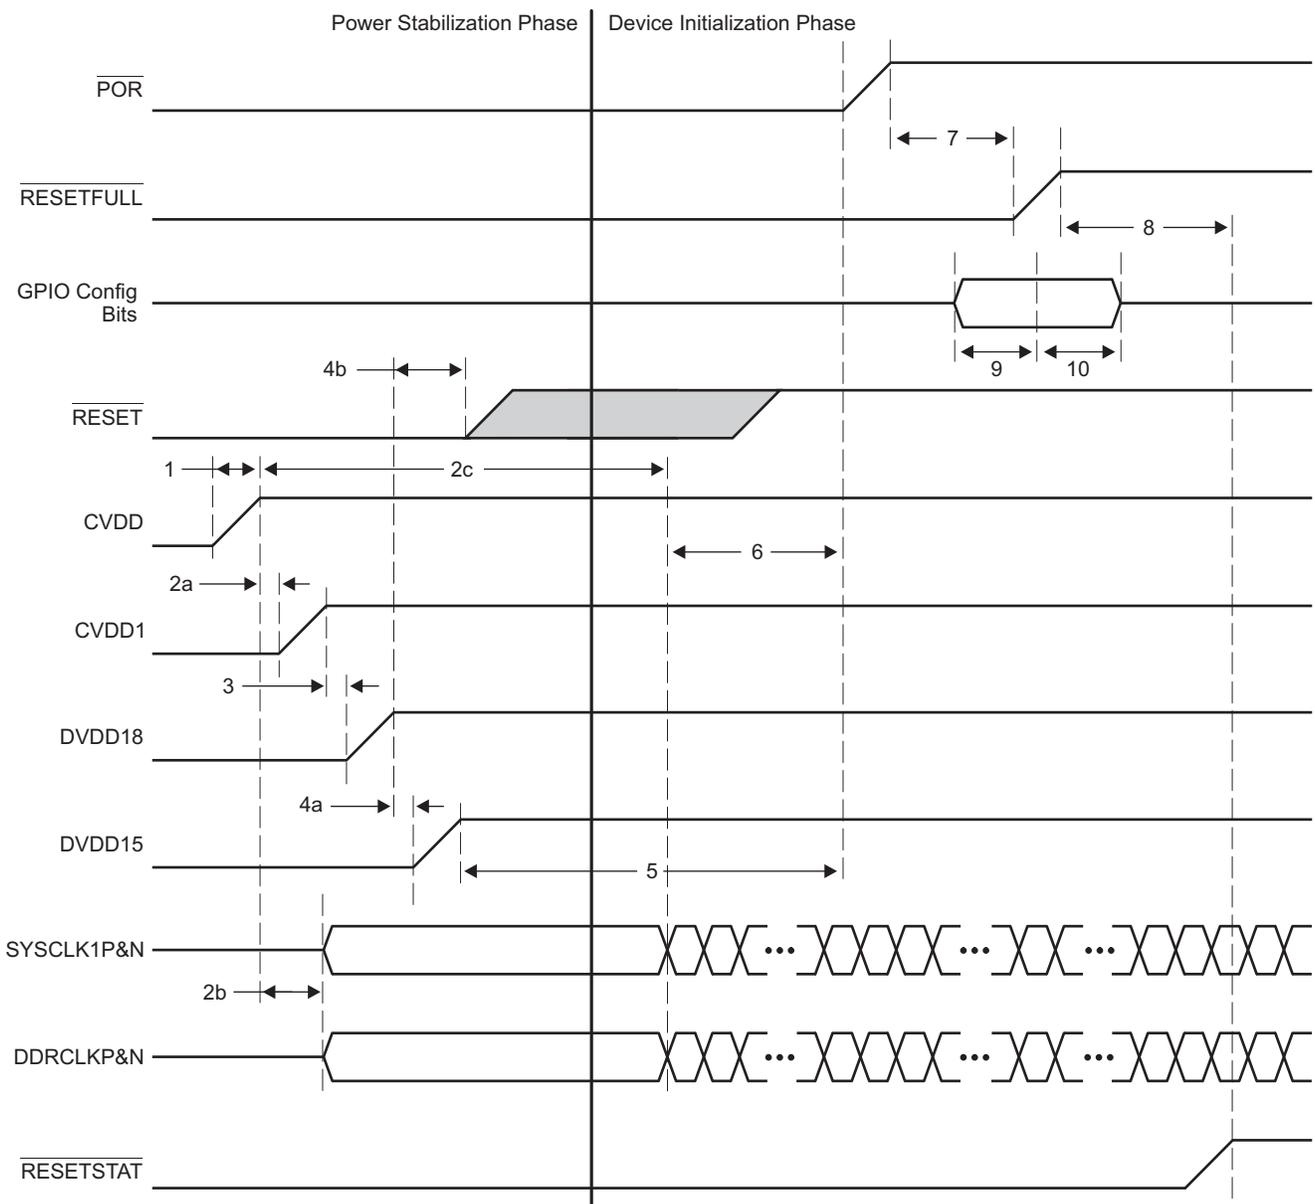 Power Stabilization Phase
Device Initialization Phase
POR
7
RESETFULL
8
GPIO Config
Bits
9
10
4b
RESET
1
2c
CVDD
6
2a
CVDD1
3
DVDD18
4a
DVDD15
5
SYSCLK1P&N
2b
DDRCLKP&N
RESETSTAT